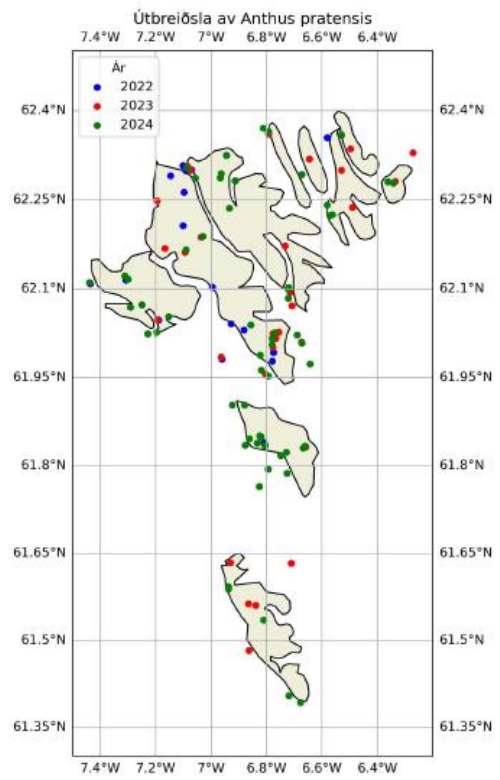 Útbreiðsla av Anthus pratensis
7.4°W 7.2°W 7°W 6.8°W 6.6°W 6.4°W
Ár
2022
2023
2024
62.4°N 62.4°N
62.25°N 62.25°N
62.1°N 62.1°N
61.95°N 61.95°N
61.8°N 61.8°N
61.65°N 61.65°N
61.5°N 61.5°N
61.35°N 61.35°N
7.4°W 7.2°W 7°W 6.8°W 6.6°W 6.4°W